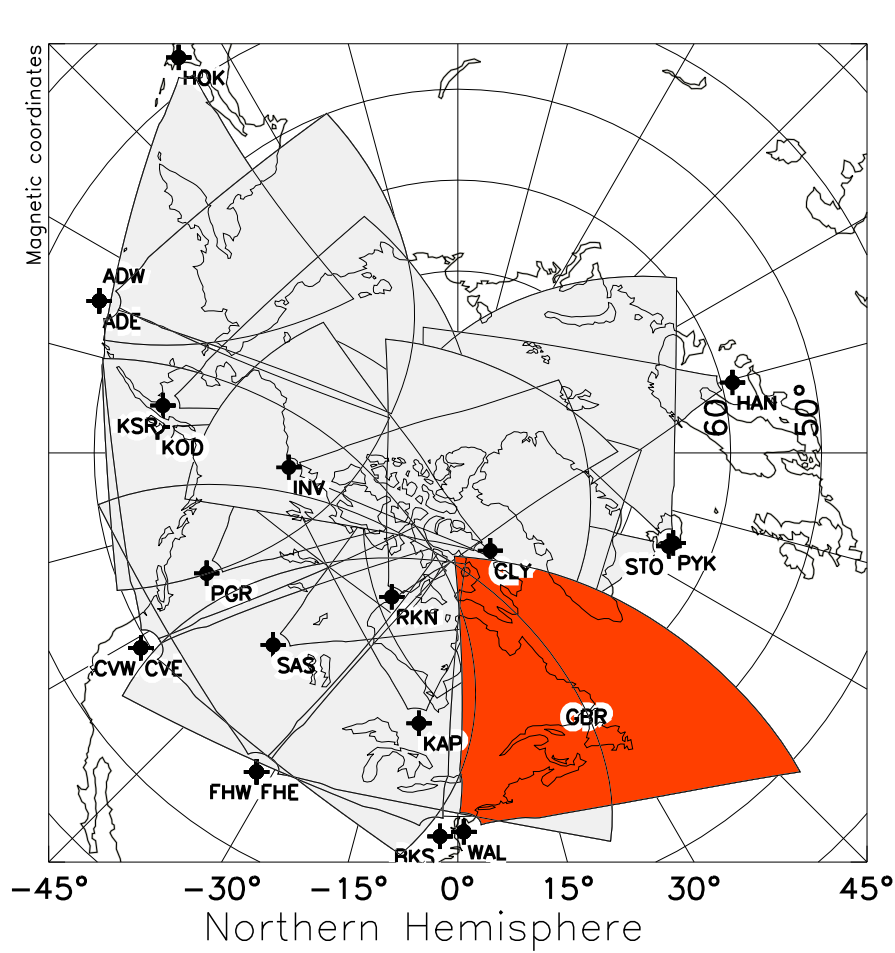 Magnetic coordinates
HOK
ADW
ADE
HAN
60
50°
KSR
KOD
INV
STO PYK
CLY
PGR
RKN
CVW CVE
SAS
GBR
KAP
FHW FHE
BKS
WAL
-45° -30° -15° 0° 15° 30° 45°
Northern Hemisphere